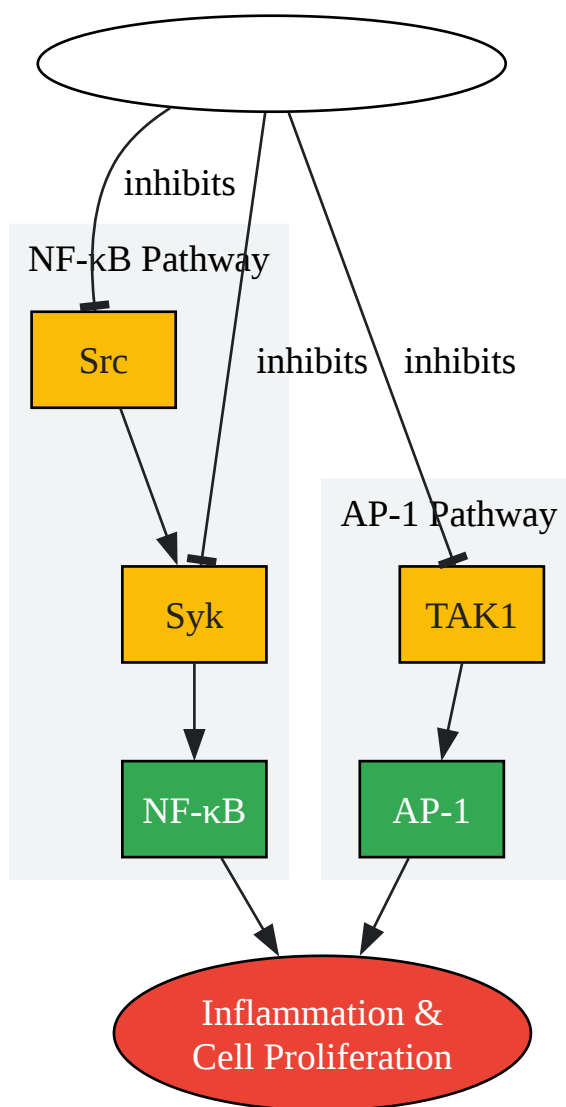 inhibits
NF-κB Pathway
Src
inhibits
inhibits
AP-1 Pathway
Syk
TAK1
NF-κB
AP-1
Inflammation &
Cell Proliferation